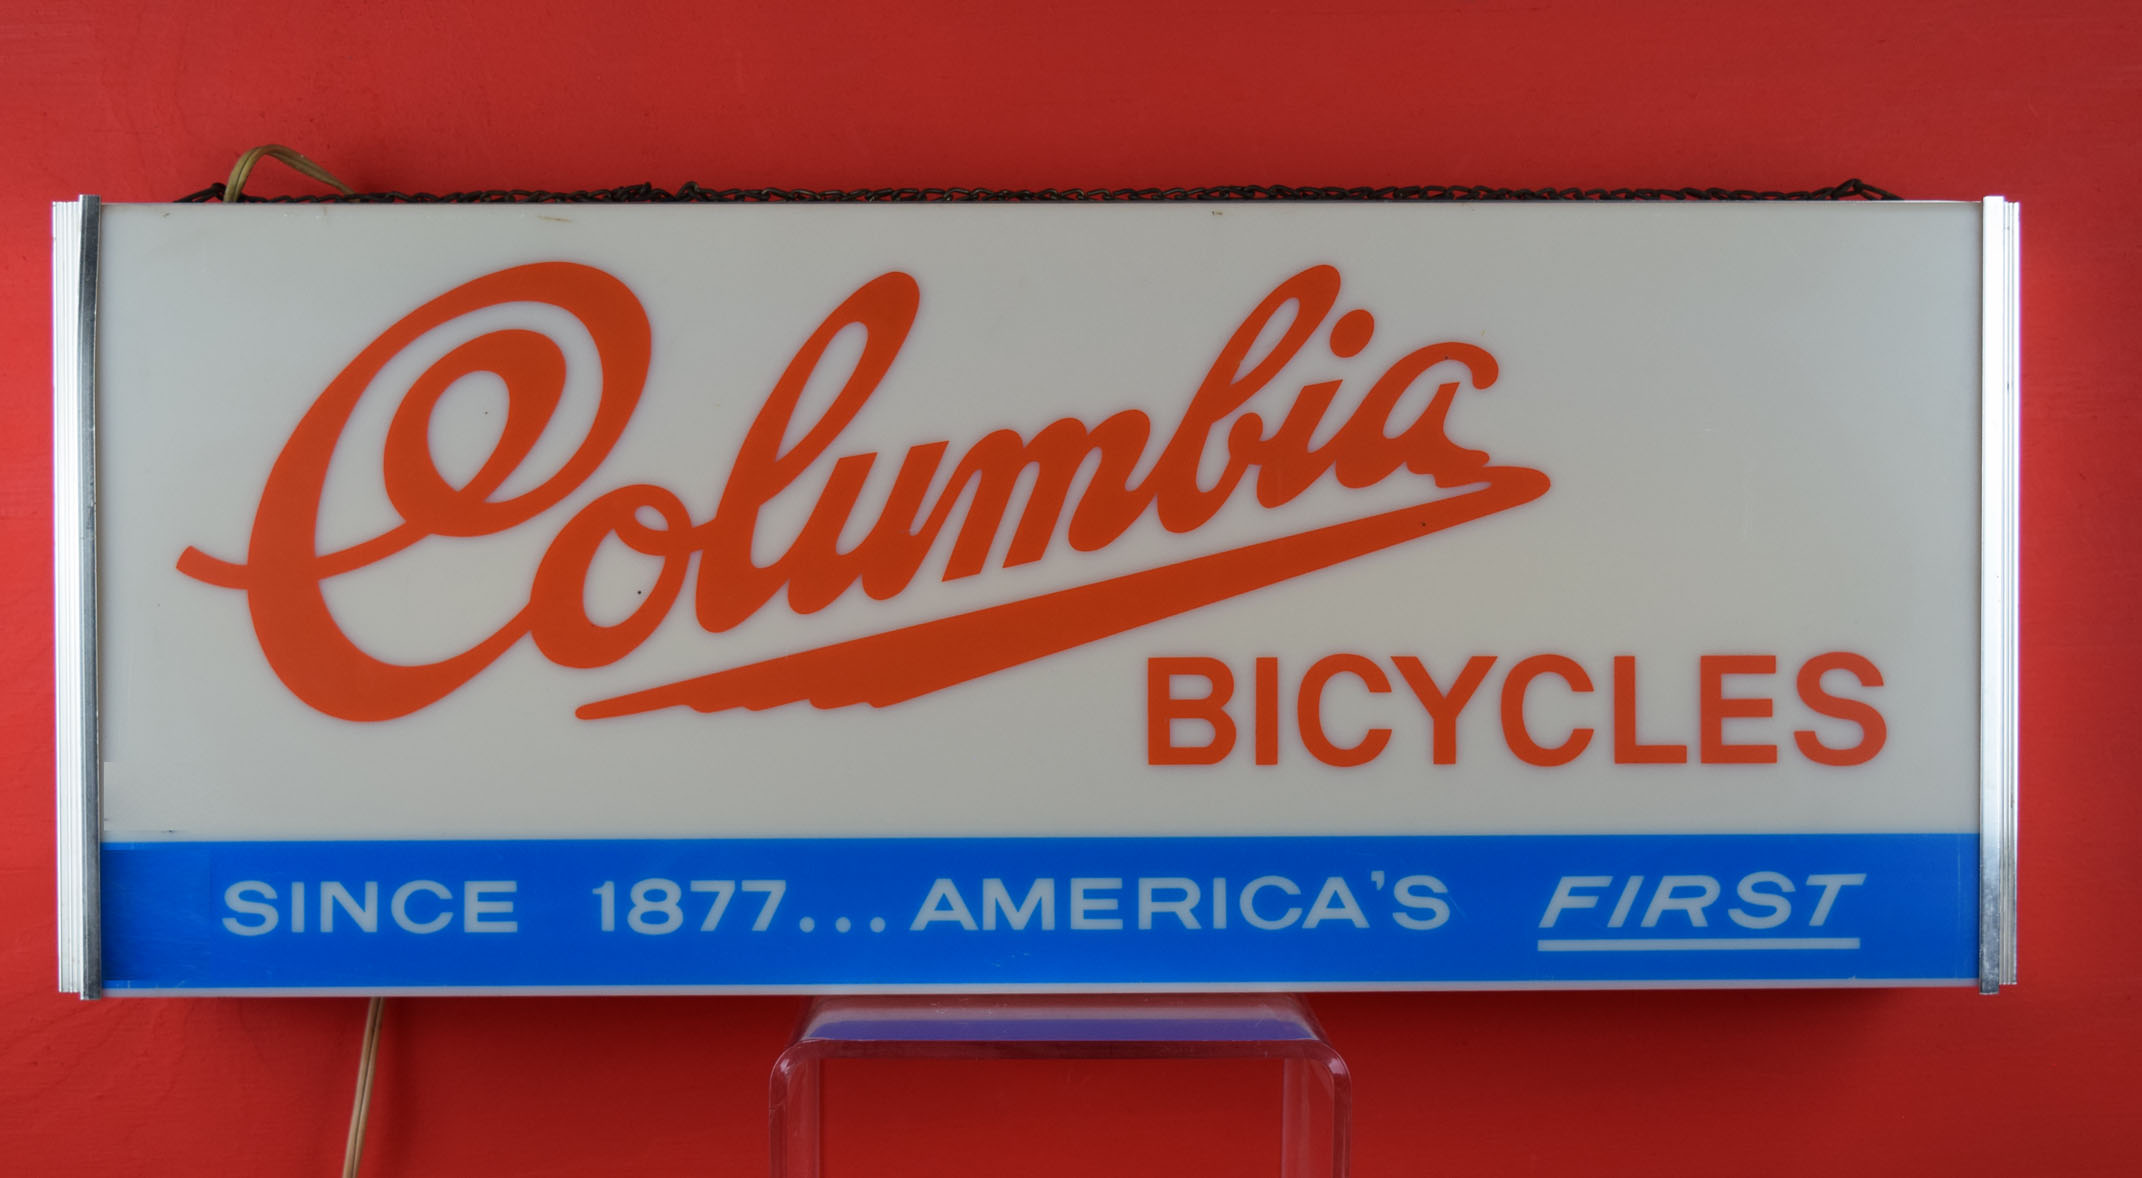 Columbia
BICYCLES
SINCE 1877... AMERICA'S FIRST